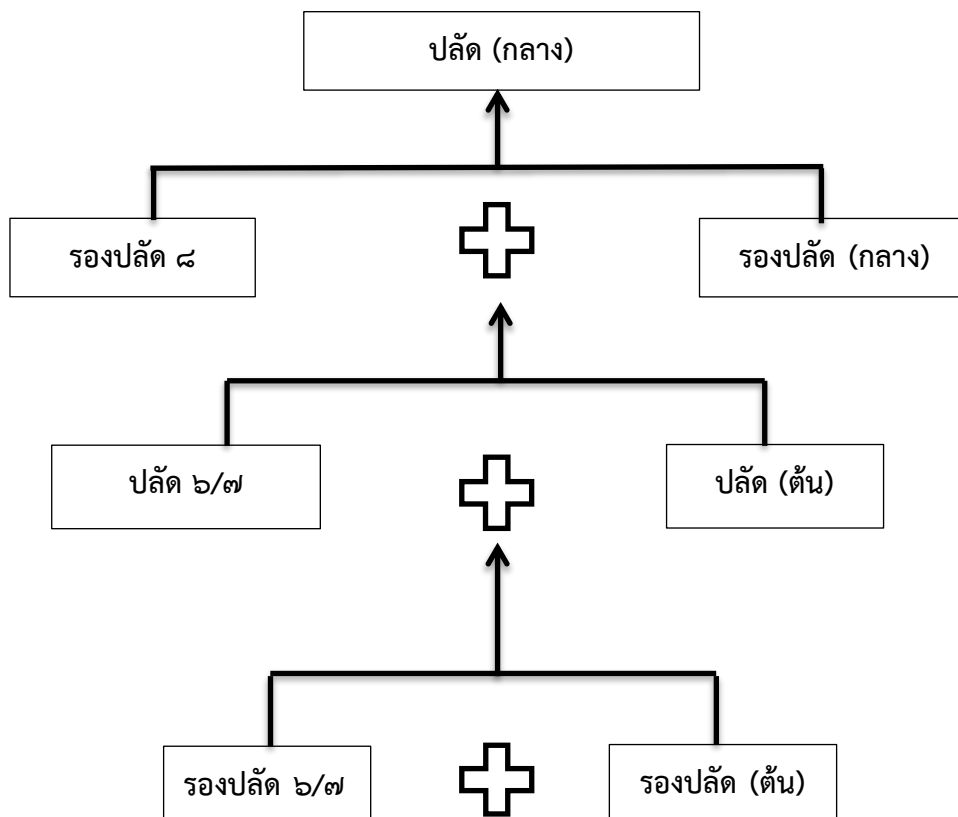 ปลัด (กลาง)
รองปลัด ๘
รองปลัด (กลาง)
ปลัด ๖/๗
ปลัด (ต้น)
รองปลัด ๖/๗
รองปลัด (ต้น)